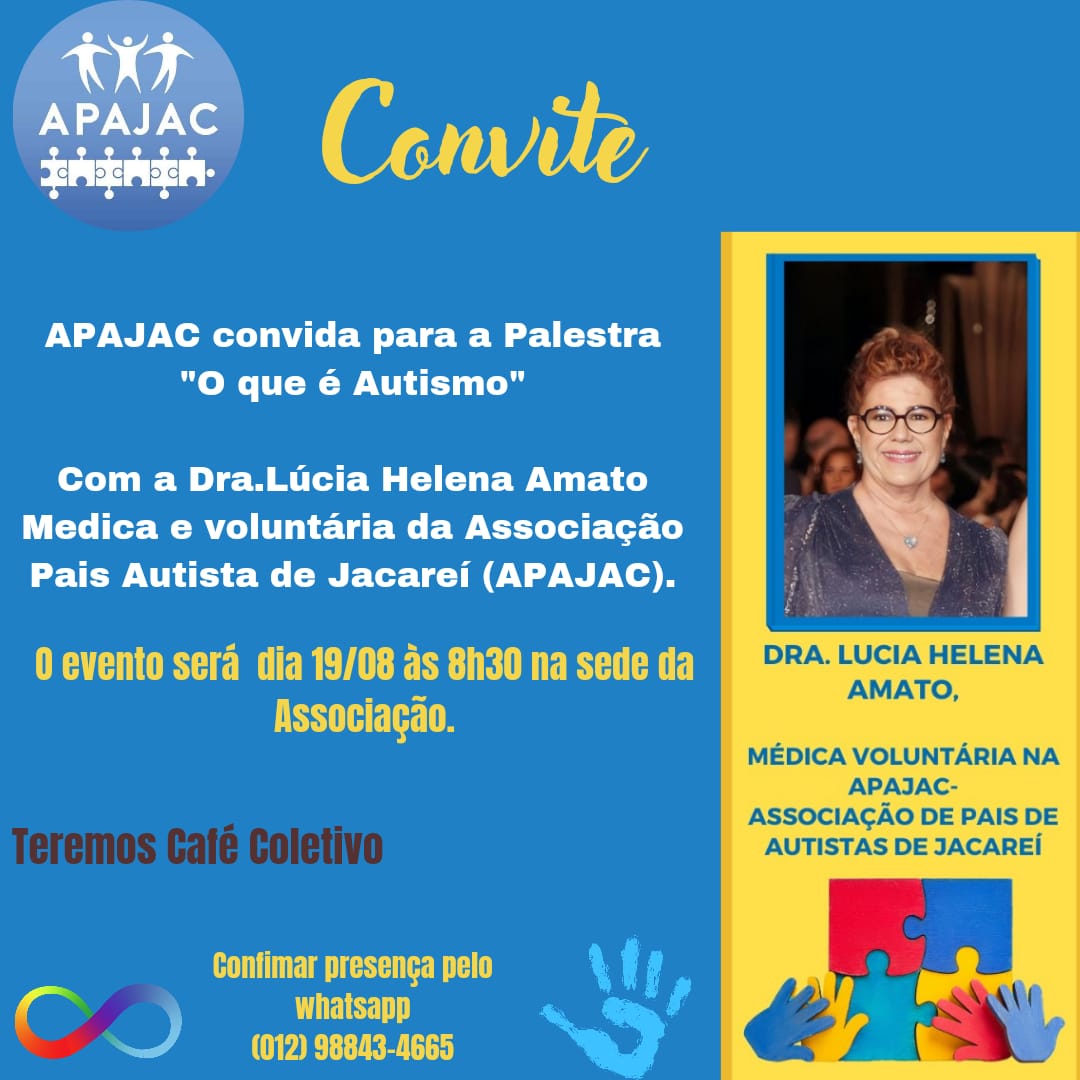 APAJAC
Convite
APAJAC convida para a Palestra
"O que é Autismo"
Com a Dra.Lúcia Helena Amato
Medica e voluntária da Associação
Pais Autista de Jacareí (APAJAC).
O evento será  dia 19/08 às 8h30 na sede da
Associação.
Teremos Café Coletivo
Confimar presença pelo
whatsapp
(012) 98843-4665
DRA. LUCIA HELENA
AMATO,
MÉDICA VOLUNTÁRIA NA
APAJAC-
ASSOCIAÇÃO DE PAIS DE
AUTISTAS DE JACAREÍ